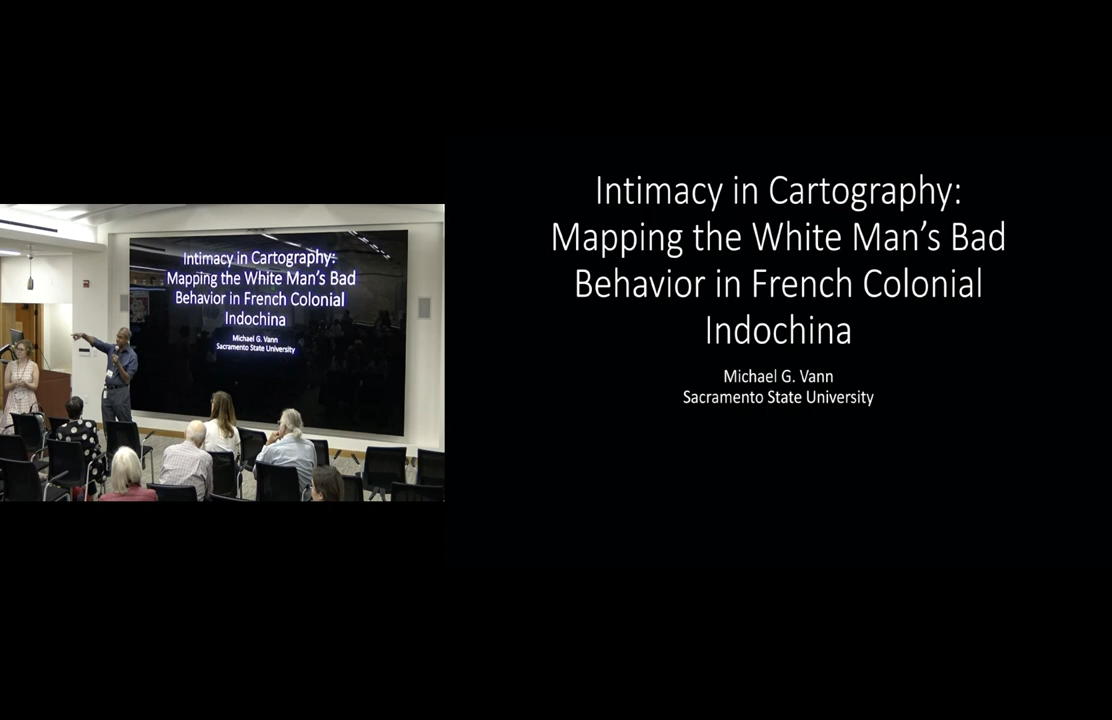 Intimacy in Cartography:
Mapping the White Man's Bad
Behavior in French Colonial
Indochina
Michael G. Vann
Sacramento State University
Intimacy in Cartography:
Mapping the White Man’s Bad
Behavior in French Colonial
Indochina
Michael G. Vann
Sacramento State University